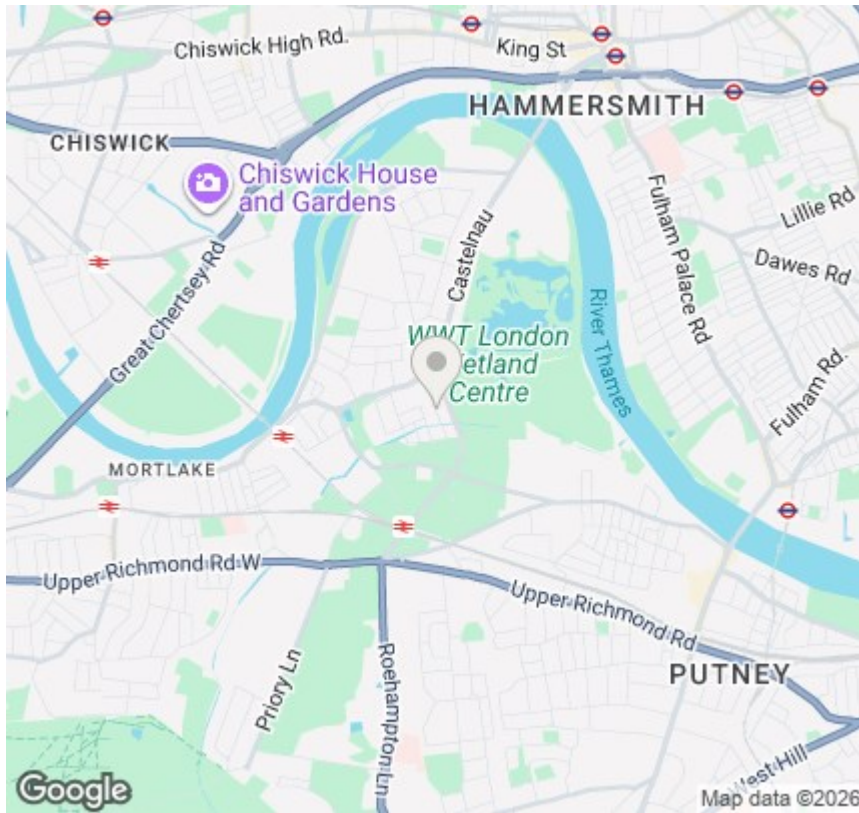 Chiswick High Rd.
King St
HAMMERSMITH
CHISWICK
Chiswick House
and Gardens
Fulham Palace Rd
Lillie Rd
Castelnau
Dawes Rd
Great Chertsey Rd
River Thames
WWT London
Wetland
Centre
Fulham Rd.
MORTLAKE
Upper Richmond Rd W
Upper Richmond Rd
Priory Ln
Roehampton Ln
PUTNEY
West Hill
Google
Map data ©2026